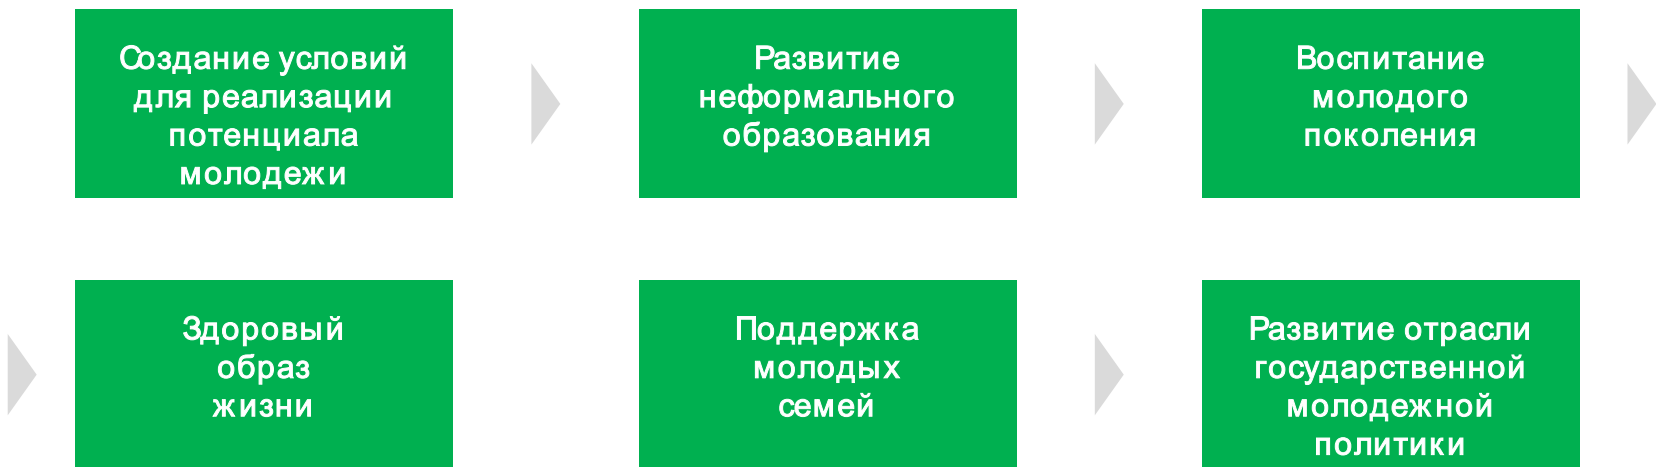 Создание условий
для реализации
потенциала
молодежи
Развитие
неформального
образования
Воспитание
молодого
поколения
Здоровый
образ
жизни
Поддержка
молодых
семей
Развитие отрасли
государственной
молодежной
политики